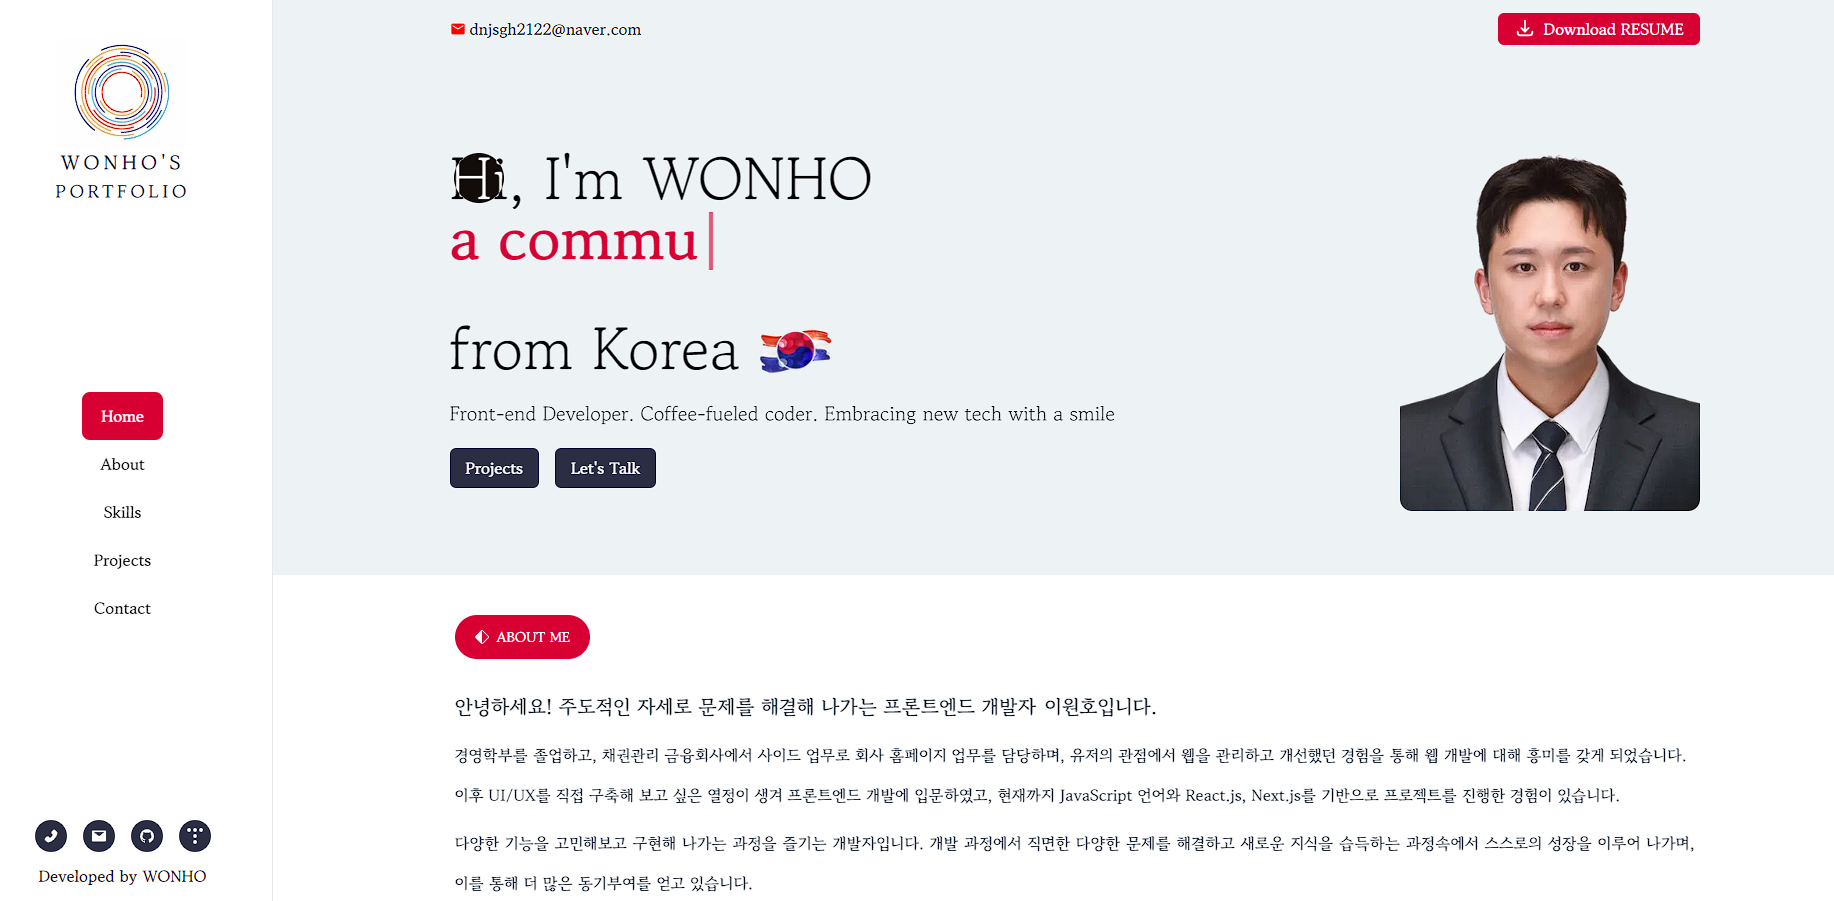 WONHO'S
PORTFOLIO
Home
About
Skills
Projects
Contact
Developed by WONHO
dnjsgh2122@naver.com
Download RESUME
Hi, I'm WONHO
a commu
from Korea
Front-end Developer. Coffee-fueled coder. Embracing new tech with a smile
Projects
Let's Talk
ABOUT ME
안녕하세요! 주도적인 자세로 문제를 해결해 나가는 프론트엔드 개발자 이원호입니다.
경영학부를 졸업하고, 채권관리 금융회사에서 사이드 업무로 회사 홈페이지 업무를 담당하며, 유저의 관점에서 웹을 관리하고 개선했던 경험을 통해 웹 개발에 대해 흥미를 갖게 되었습니다.
이후 UI/UX를 직접 구축해 보고 싶은 열정이 생겨 프론트엔드 개발에 입문하였고, 현재까지 JavaScript 언어와 React.js, Next.js를 기반으로 프로젝트를 진행한 경험이 있습니다.
다양한 기능을 고민해보고 구현해 나가는 과정을 즐기는 개발자입니다. 개발 과정에서 직면한 다양한 문제를 해결하고 새로운 지식을 습득하는 과정속에서 스스로의 성장을 이루어 나가며,
이를 통해 더 많은 동기부여를 얻고 있습니다.